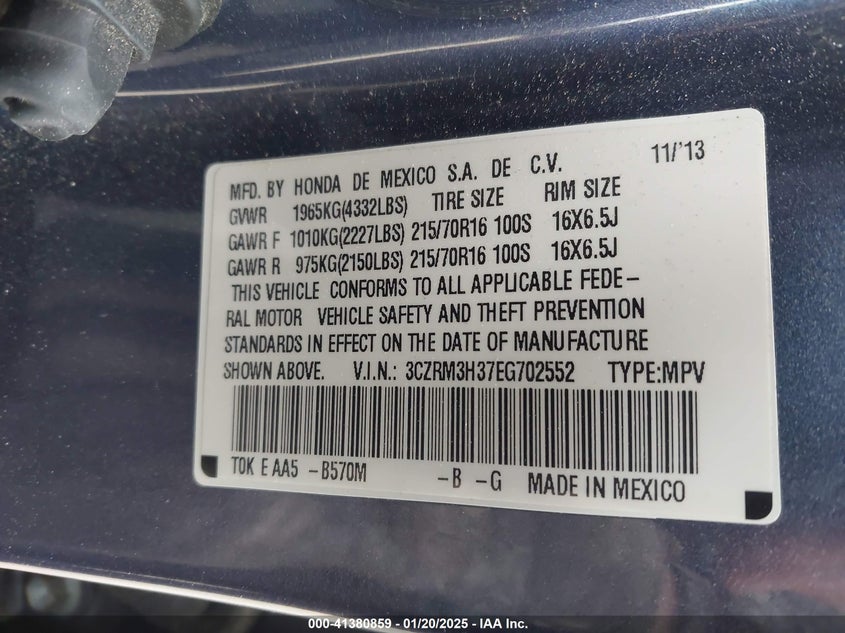 MFD. BY HONDA DE MEXICO S.A. DE C.V. 11/'13
GVWR 1965KG(4332LBS) TIRE SIZE RIM SIZE
GAWR F 1010KG(2227LBS) 215/70R16 100S 16X6.5J
GAWR R 975KG(2150LBS) 215/70R16 100S 16X6.5J
THIS VEHICLE CONFORMS TO ALL APPLICABLE FEDE-
RAL MOTOR VEHICLE SAFETY AND THEFT PREVENTION
STANDARDS IN EFFECT ON THE DATE OF MANUFACTURE
SHOWN ABOVE. V.I.N.: 3CZRM3H37EG702552 TYPE:MPV
T0K E AA5 -B570M -B -G MADE IN MEXICO
000-41380859 — 01/20/2025 - IAA Inc.